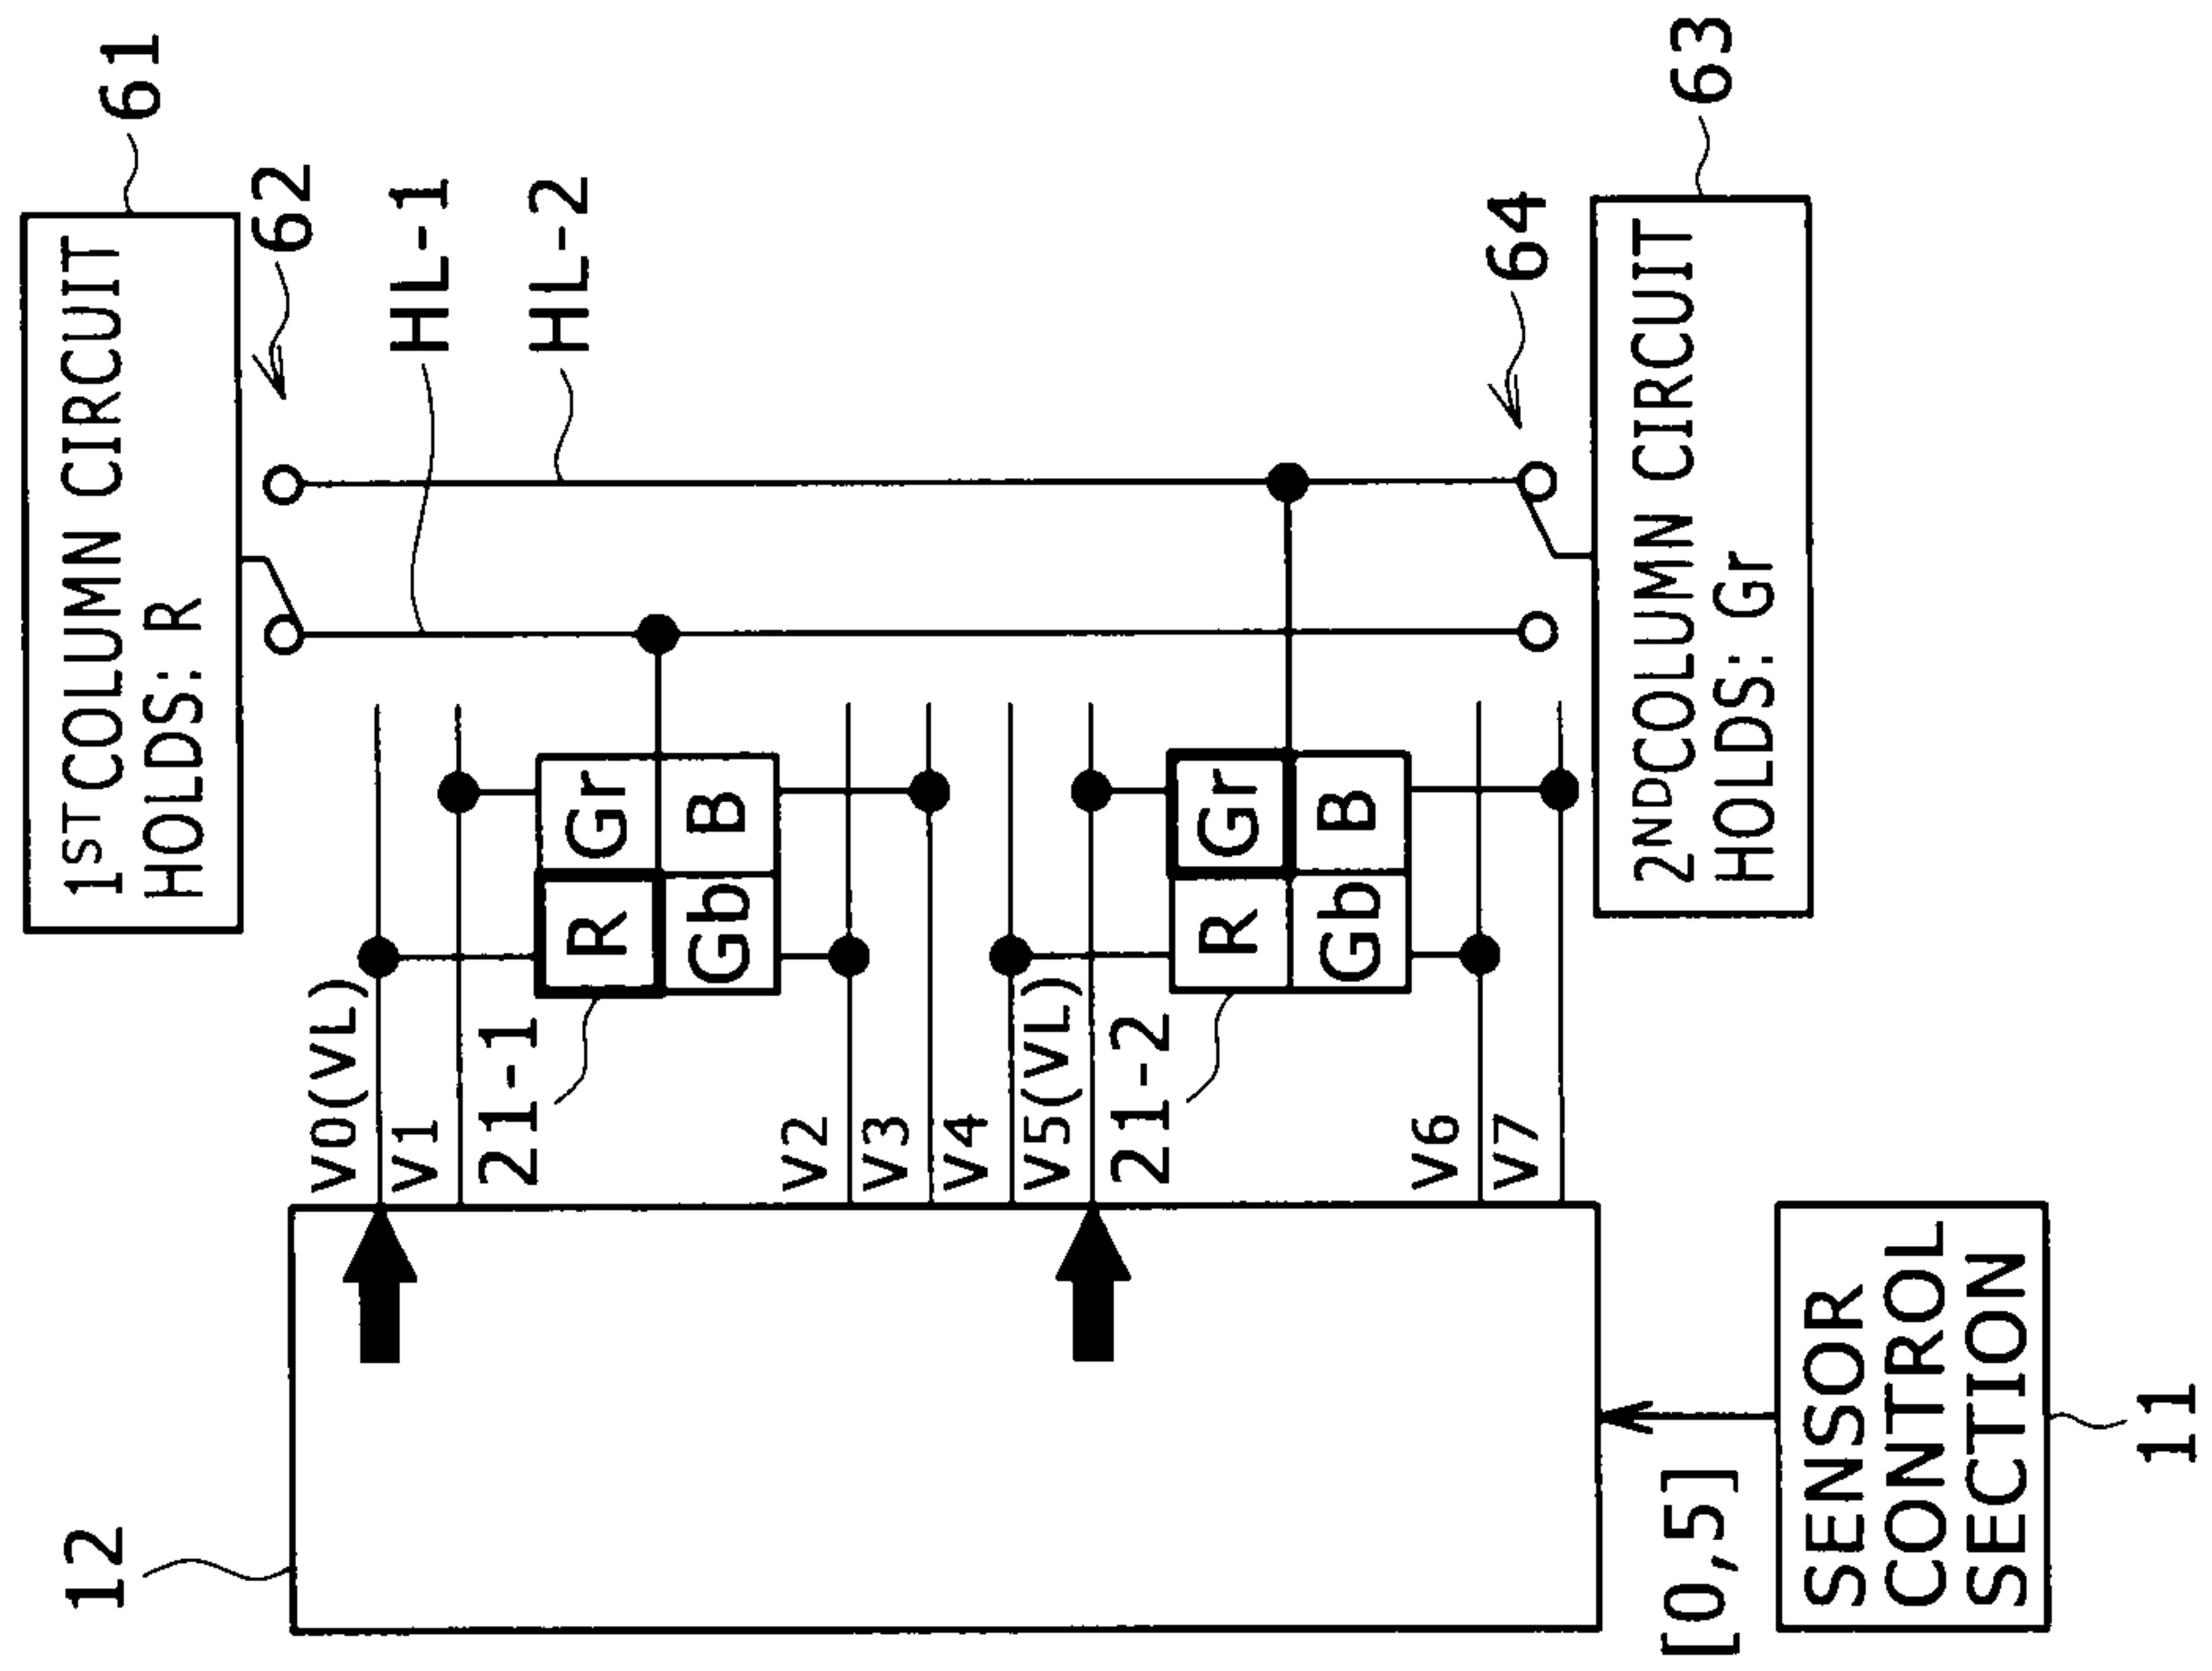 1ST COLUMN CIRCUIT
HOLDS: R
61
62
HL-1
HL-2
V0(VL)
V1
21-1
R
Gr
Gb
B
V2
V3
V4
V5(VL)
21-2
R
Gr
Gb
B
V6
V7
64
2ND COLUMN CIRCUIT
HOLDS: Gr
63
12
[0,5]
SENSOR
CONTROL
SECTION
11